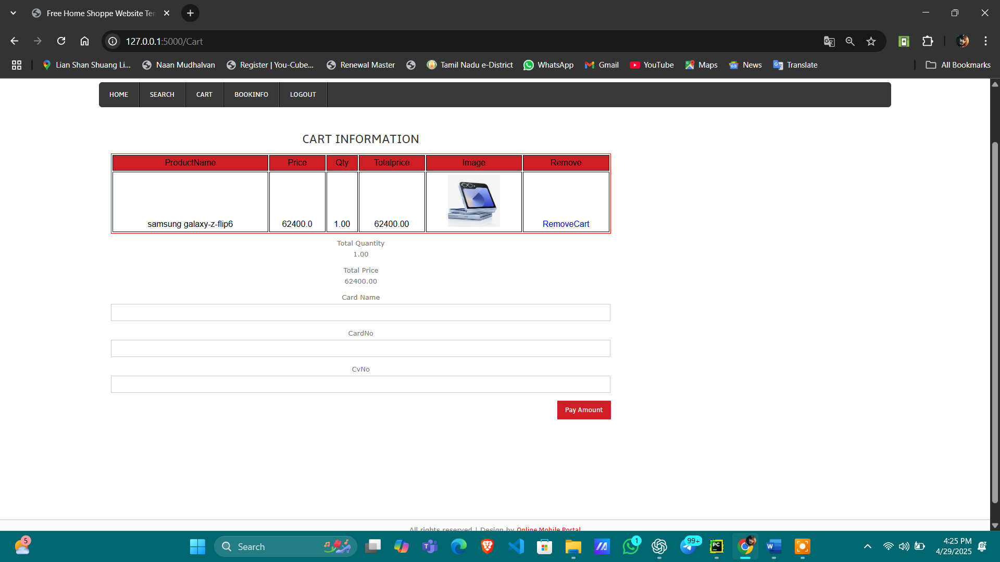 Free Home Shoppe Website Ter
127.0.0.1:5000/Cart
Lian Shan Shuang Li... Naan Mudhalvan Register | You-Cube... Renewal Master Tamil Nadu e-District WhatsApp Gmail YouTube Maps News Translate All Bookmarks
HOME SEARCH CART BOOKINFO LOGOUT
CART INFORMATION
ProductName Price Qty Totalprice Image Remove
samsung galaxy-z-flip6 62400.0 1.00 62400.00 RemoveCart
Total Quantity
1.00
Total Price
62400.00
Card Name
CardNo
CvNo
Pay Amount
All rights reserved | Design by Online Mobile Portal
5 Search 1 99+ PC W 4:25 PM
4/29/2025